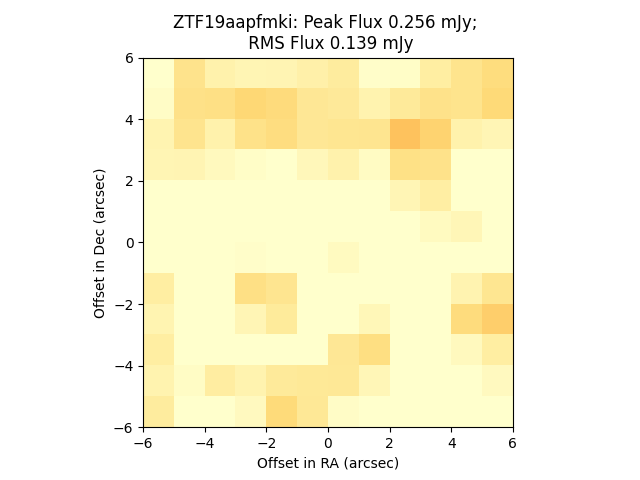 ZTF19aapfmki: Peak Flux 0.256 mJy;
RMS Flux 0.139 mJy
6
4
2
0
−2
−4
−6
Offset in Dec (arcsec)
−6 −4 −2 0 2 4 6
Offset in RA (arcsec)